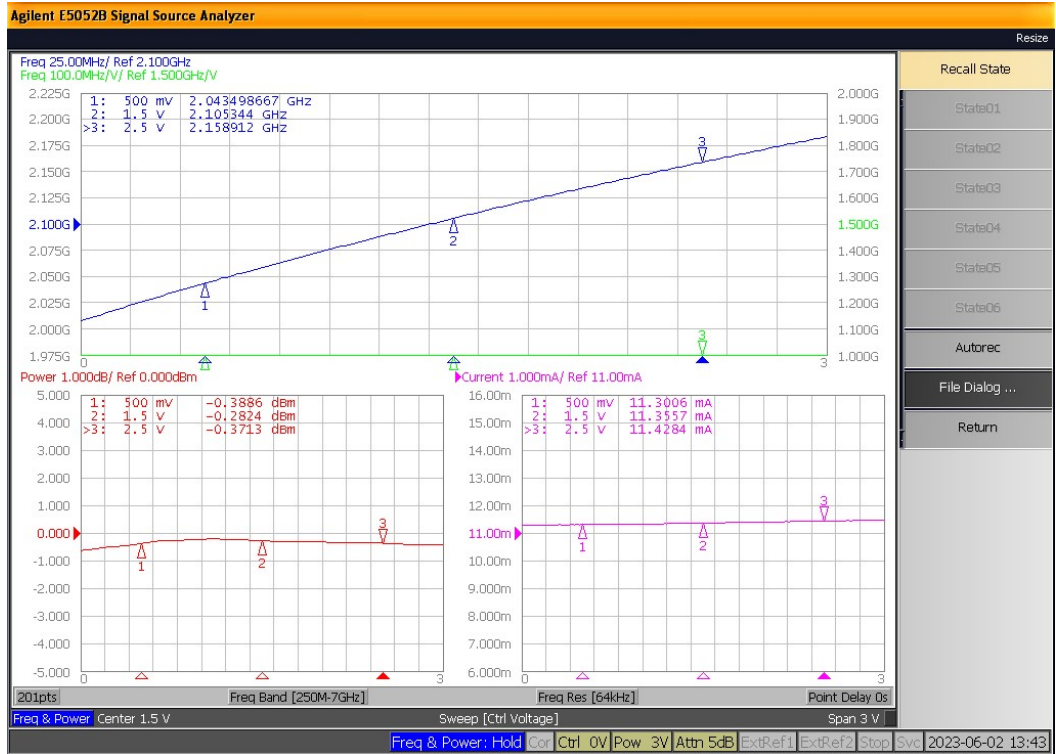 Agilent E5052B Signal Source Analyzer
Resize
Freq 25.00MHz/ Ref 2.100GHz
Freq 100.0MHz/V/ Ref 1.500GHz/V
1: 500 mV 2.043498667 GHz
2: 1.5 V 2.105344 GHz
>3: 2.5 V 2.158912 GHz
2.225G
2.200G 1.900G
2.175G 1.800G
2.150G 1.700G
2.125G 1.600G
2.100G 1.500G
2.075G 1.400G
2.050G 1.300G
2.025G 1.200G
2.000G 1.100G
1.975G 1.000G
2.000G
3
2
1
3
0 3
Power 1.000dB/ Ref 0.000dBm
1: 500 mV -0.3886 dBm
2: 1.5 V -0.2824 dBm
>3: 2.5 V -0.3713 dBm
5.000
4.000
3.000
2.000
1.000
0.000
-1.000
-2.000
-3.000
-4.000
-5.000
1 2 3
0 3
Current 1.000mA/ Ref 11.00mA
1: 500 mV 11.3006 mA
2: 1.5 V 11.3557 mA
>3: 2.5 V 11.4284 mA
16.00m
15.00m
14.00m
13.00m
12.00m
11.00m
10.00m
9.000m
8.000m
7.000m
6.000m
1 2 3
0 3
201pts Freq Band [250M-7GHz] Freq Res [64kHz] Point Delay 0s
Freq & Power Center 1.5 V Sweep [Ctrl Voltage] Span 3 V
Freq & Power: Hold Cor Ctrl 0V Pow 3V Attn 5dB ExtRef1 ExtRef2 Stop Svc 2023-06-02 13:43
Recall State
State01
State02
State03
State04
State05
State06
Autorec
File Dialog ...
Return